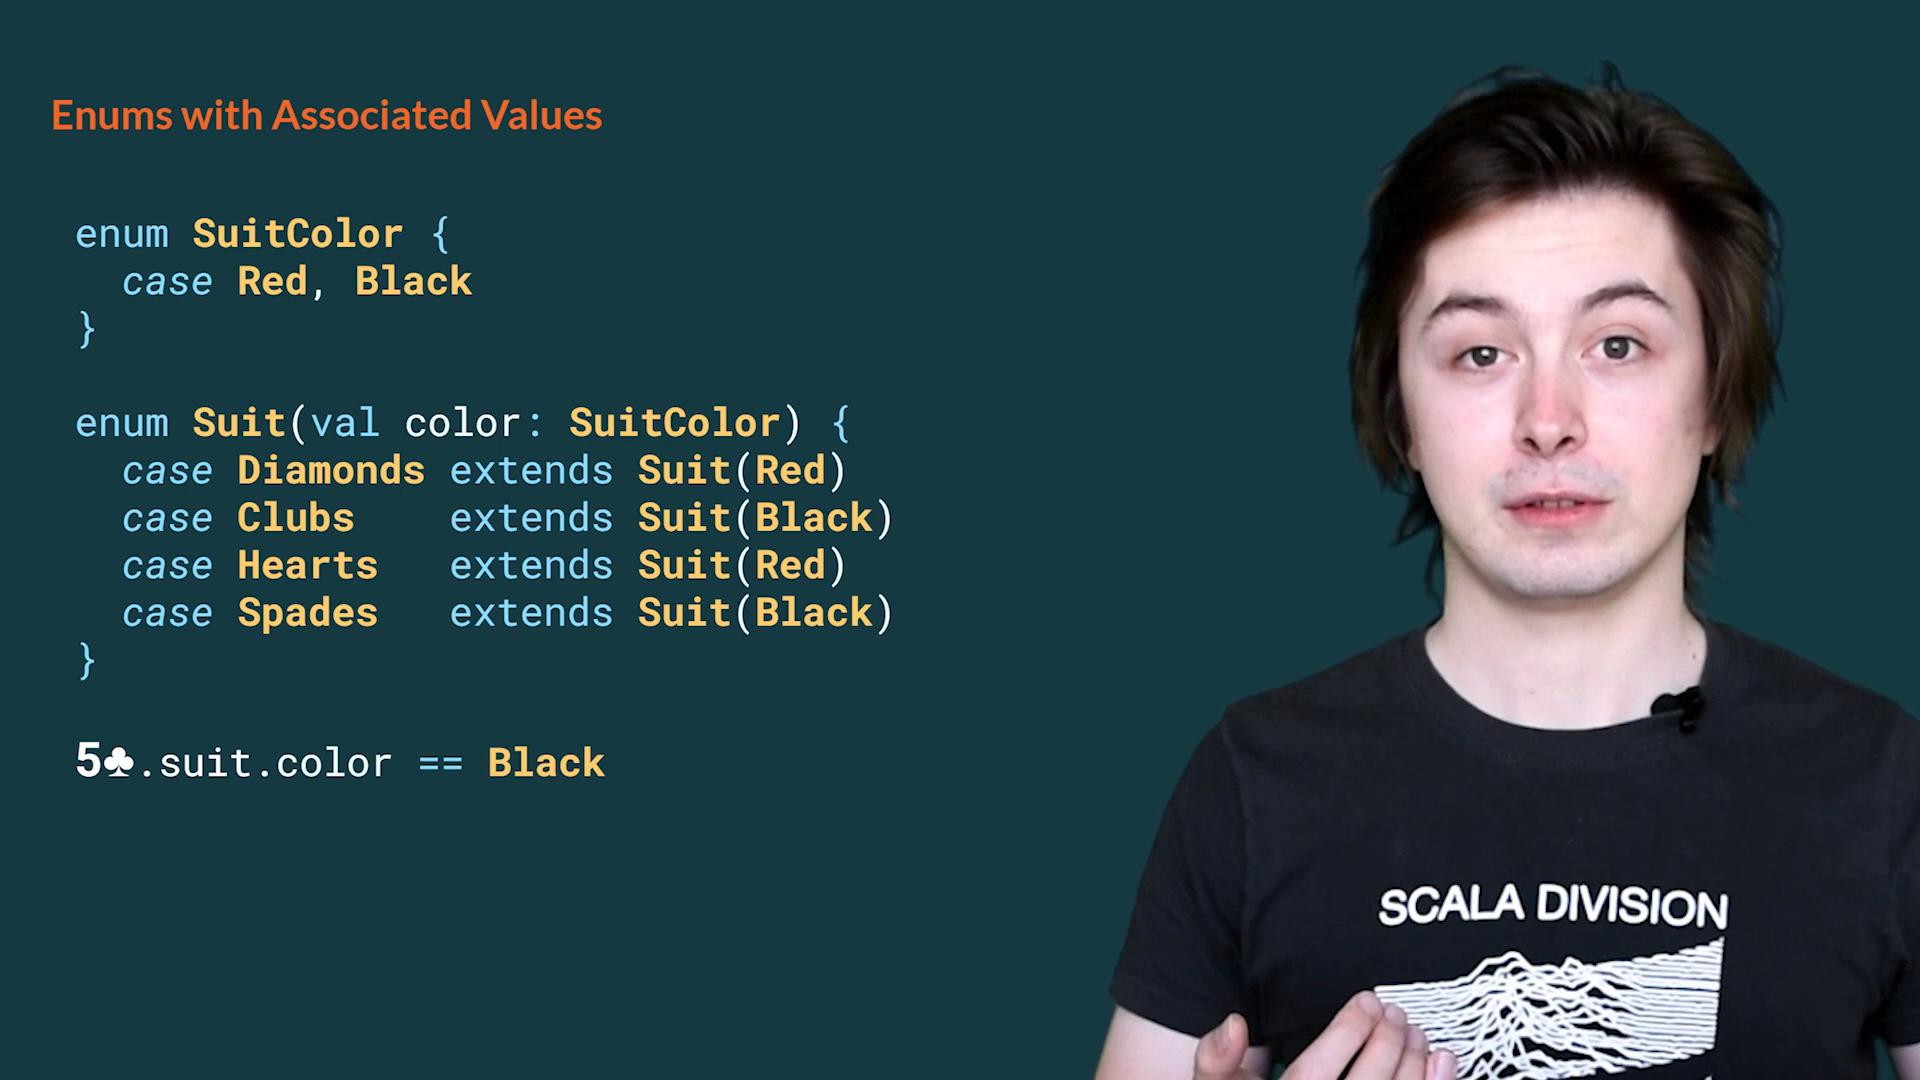 Enums with Associated Values
enum SuitColor {
  case Red, Black
}
enum Suit(val color: SuitColor) {
  case Diamonds extends Suit(Red)
  case Clubs    extends Suit(Black)
  case Hearts   extends Suit(Red)
  case Spades   extends Suit(Black)
}
5♣.suit.color == Black
SCALA DIVISION